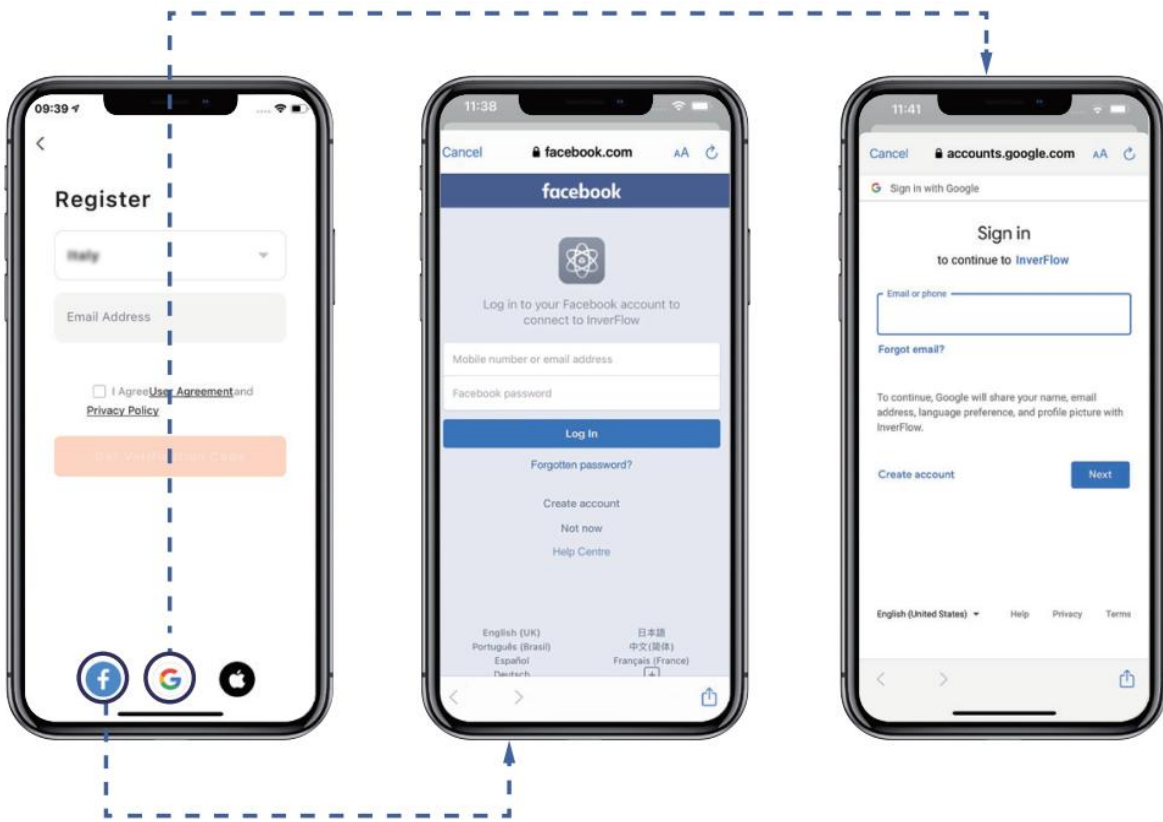 09:39
Register
Italy
Email Address
I AgreeUser Agreementand
Privacy Policy
Get Verification Code
11:38
Cancel
facebook.com
AA
facebook
Log in to your Facebook account to
connect to InverFlow
Mobile number or email address
Facebook password
Log In
Forgotten password?
Create account
Not now
Help Centre
English (UK)
日本語
Português (Brasil)
中文(简体)
Español
Français (France)
Deutsch
11:41
Cancel
accounts.google.com
AA
Sign in with Google
Sign in
to continue to InverFlow
Email or phone
Forgot email?
To continue, Google will share your name, email
address, language preference, and profile picture with
InverFlow.
Create account
Next
English (United States)
Help
Privacy
Terms